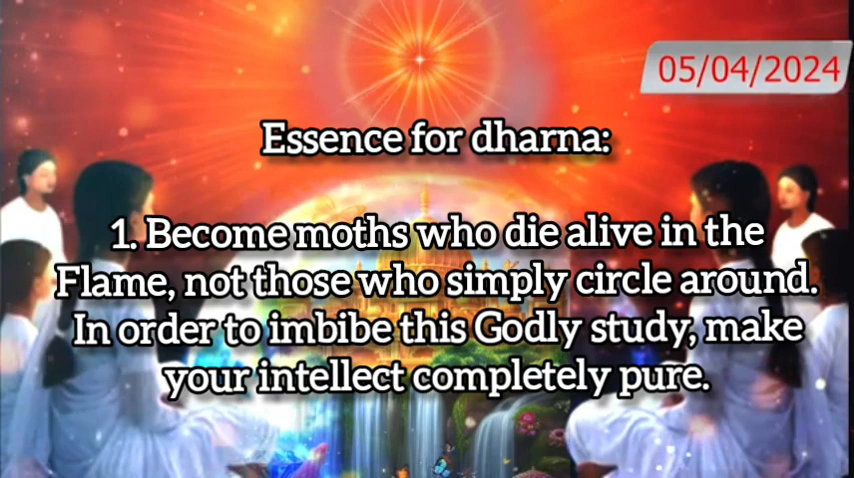 05/04/2024
Essence for dharna:
1. Become moths who die alive in the
Flame, not those who simply circle around.
In order to imbibe this Godly study, make
your intellect completely pure.